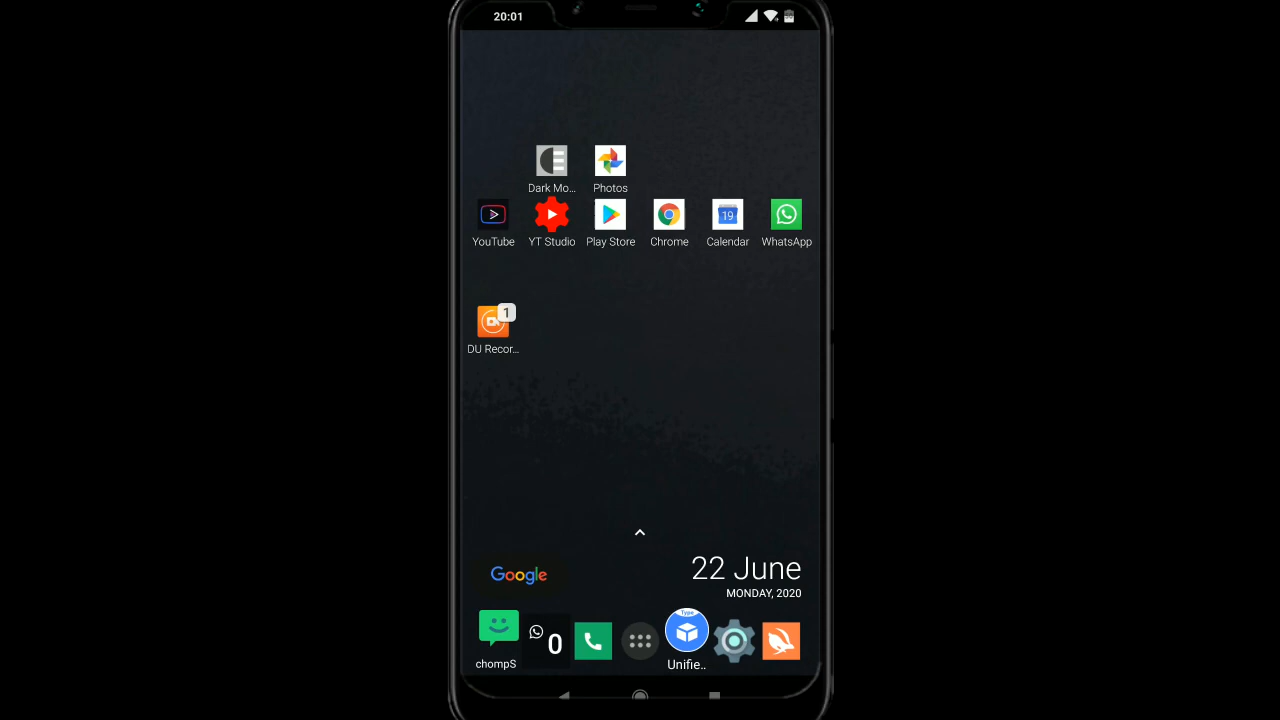 20:01
Dark Mo...
Photos
YouTube
YT Studio
Play Store
19
Chrome
Calendar
WhatsApp
1
DU Recor...
Google
22 June
MONDAY, 2020
Type
0
chompS
Unifie..